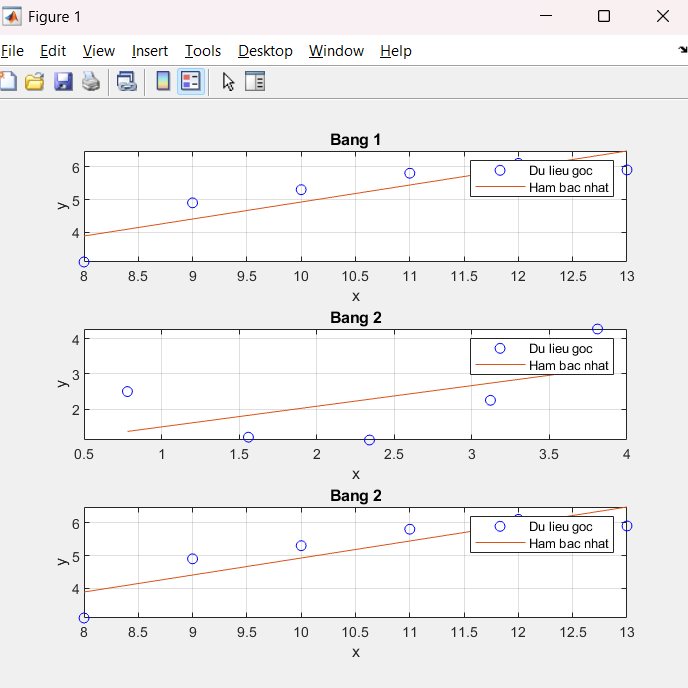 Figure 1
File Edit View Insert Tools Desktop Window Help
Bang 1
6
5
4
y
Du lieu goc
Ham bac nhat
8 8.5 9 9.5 10 10.5 11 11.5 12 12.5 13
x
Bang 2
4
3
2
y
Du lieu goc
Ham bac nhat
0.5 1 1.5 2 2.5 3 3.5 4
x
Bang 2
6
5
4
y
Du lieu goc
Ham bac nhat
8 8.5 9 9.5 10 10.5 11 11.5 12 12.5 13
x